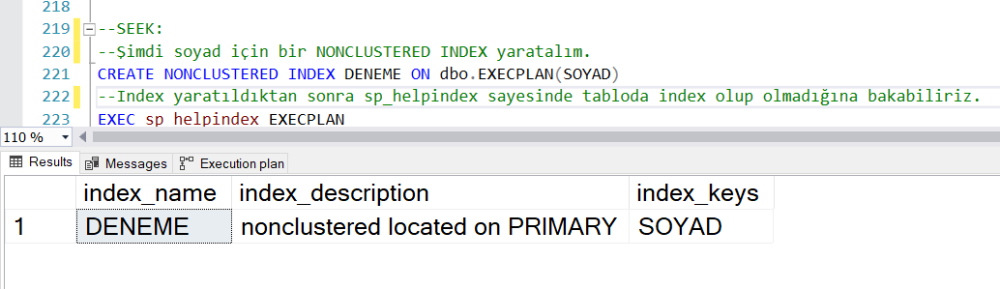 218
219 --SEEK:
220 --Şimdi soyad için bir NONCLUSTERED INDEX yaratalım.
221 CREATE NONCLUSTERED INDEX DENEME ON dbo.EXECPLAN(SOYAD)
222 --Index yaratıldıktan sonra sp_helpindex sayesinde tabloda index olup olmadığına bakabiliriz.
223 EXEC sp_helpindex EXECPLAN
110 %
Results Messages Execution plan
index_name index_description index_keys
1 DENEME nonclustered located on PRIMARY SOYAD